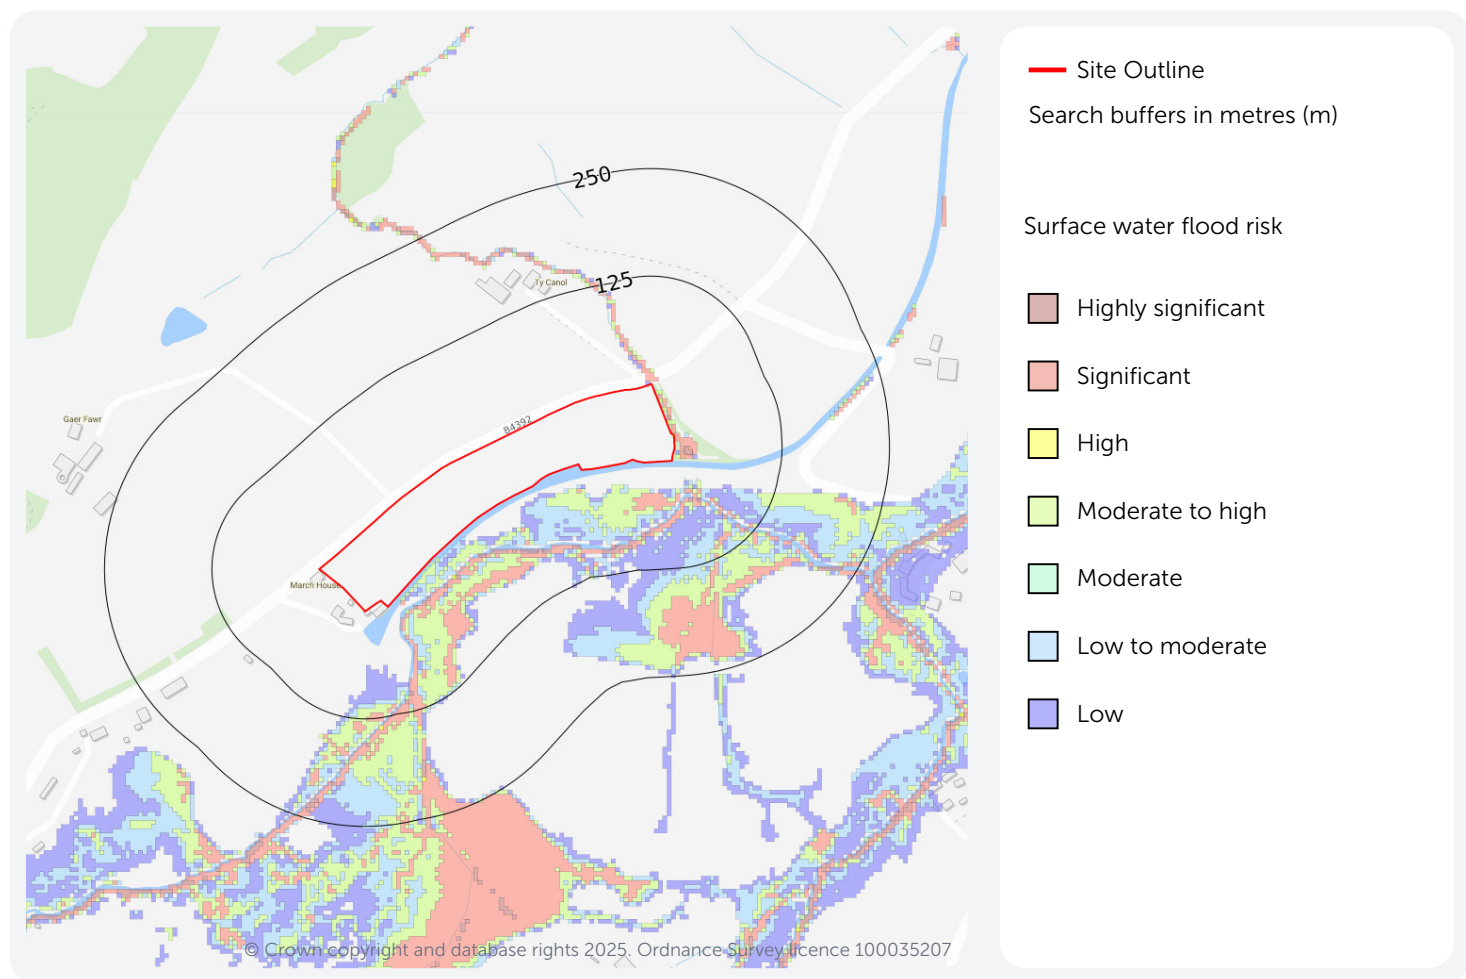 250
125
Ty Canol
B4392
Gaer Fawr
March House
© Crown copyright and database rights 2025. Ordnance Survey licence 100035207
Site Outline
Search buffers in metres (m)
Surface water flood risk
Highly significant
Significant
High
Moderate to high
Moderate
Low to moderate
Low